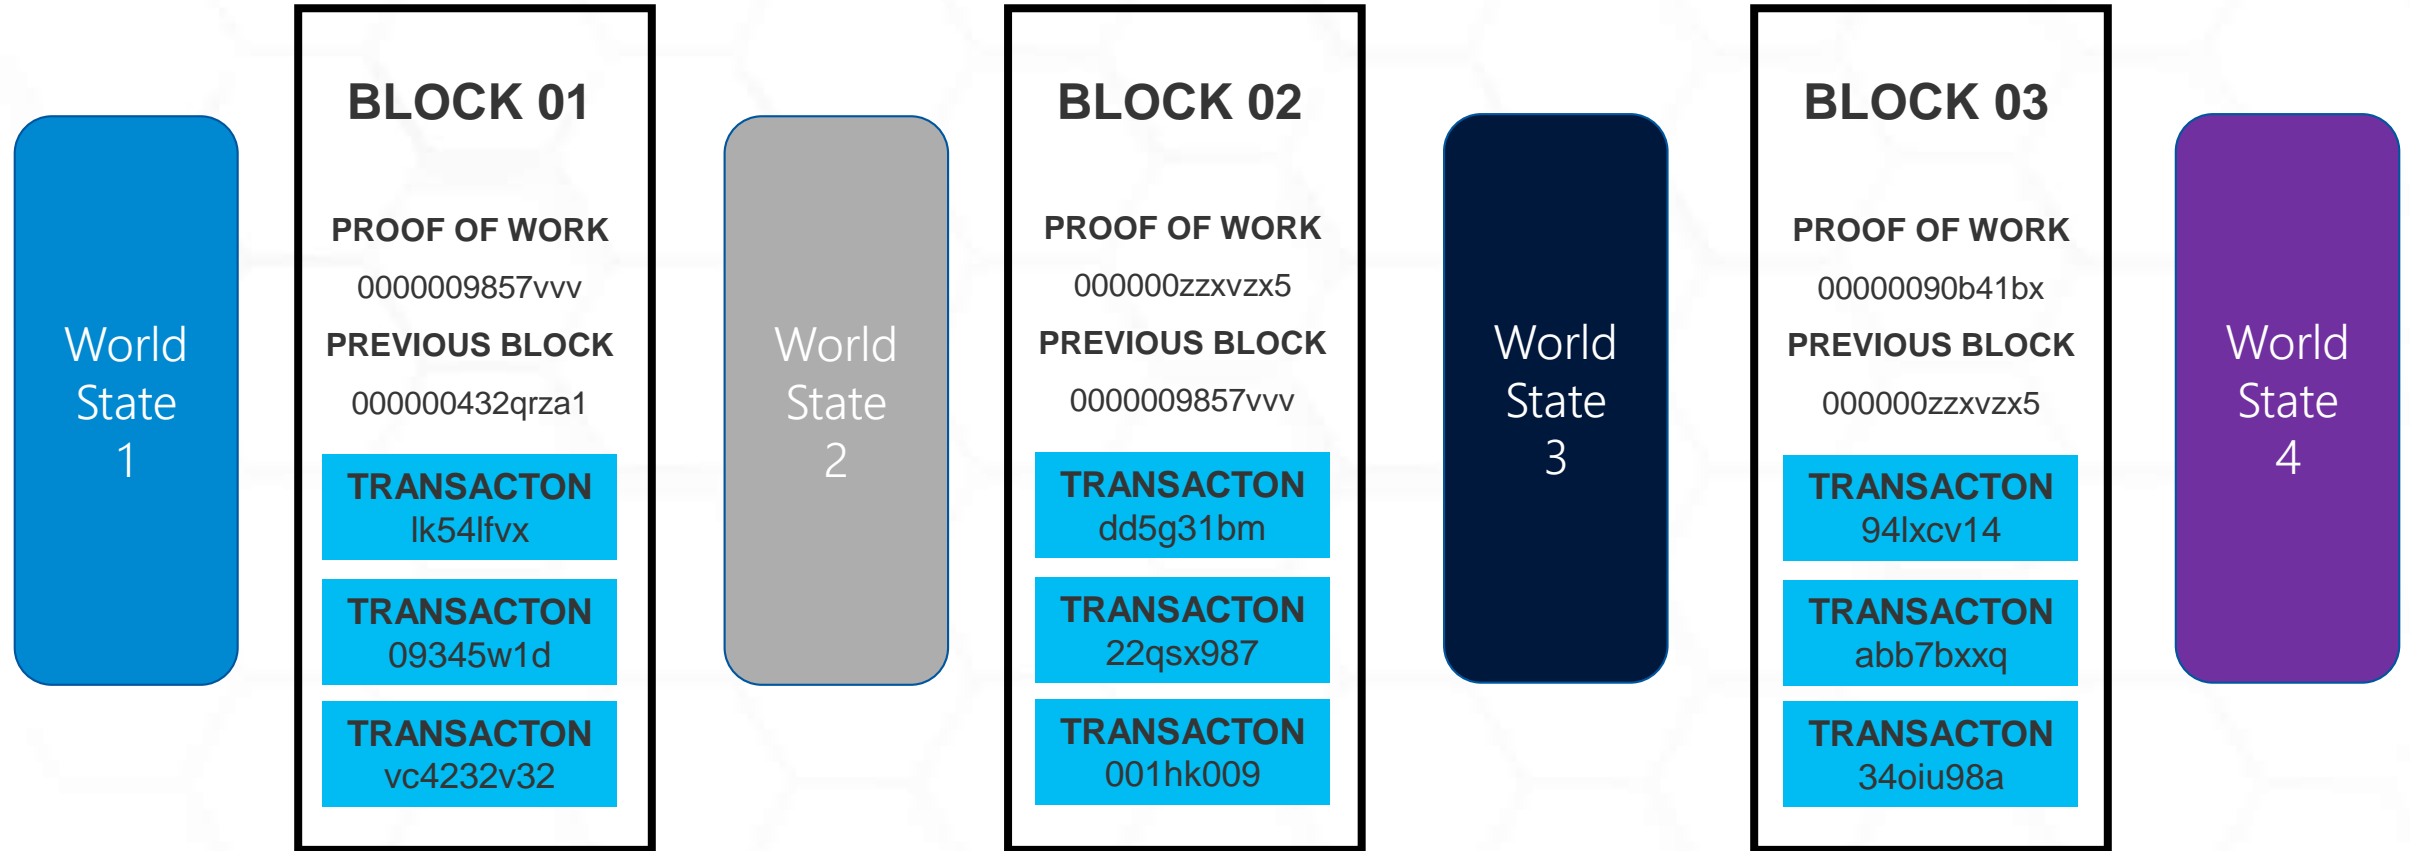 World
State
1
BLOCK 01
PROOF OF WORK
0000009857vvv
PREVIOUS BLOCK
000000432qrza1
TRANSACTON
lk54lfvx
TRANSACTON
09345w1d
TRANSACTON
vc4232v32
World
State
2
BLOCK 02
PROOF OF WORK
000000zzxvzx5
PREVIOUS BLOCK
0000009857vvv
TRANSACTON
dd5g31bm
TRANSACTON
22qsx987
TRANSACTON
001hk009
World
State
3
BLOCK 03
PROOF OF WORK
00000090b41bx
PREVIOUS BLOCK
000000zzxvzx5
TRANSACTON
94lxcv14
TRANSACTON
abb7bxxq
TRANSACTON
34oiu98a
World
State
4